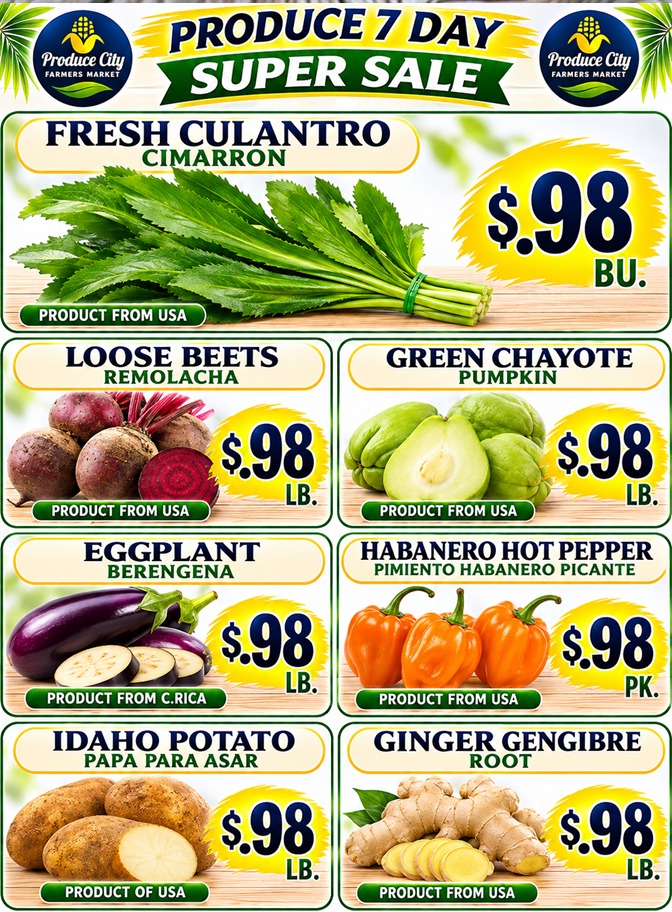 Produce City
FARMERS MARKET
PRODUCE 7 DAY
SUPER SALE
Produce City
FARMERS MARKET
FRESH CULANTRO
CIMARRON
$.98
BU.
PRODUCT FROM USA
LOOSE BEETS
REMOLACHA
$.98
LB.
PRODUCT FROM USA
GREEN CHAYOTE
PUMPKIN
$.98
LB.
PRODUCT FROM USA
EGGPLANT
BERENGENA
$.98
LB.
PRODUCT FROM C.RICA
HABANERO HOT PEPPER
PIMIENTO HABANERO PICANTE
$.98
PK.
PRODUCT FROM USA
IDAHO POTATO
PAPA PARA ASAR
$.98
LB.
PRODUCT OF USA
GINGER GENGIBRE
ROOT
$.98
LB.
PRODUCT FROM USA